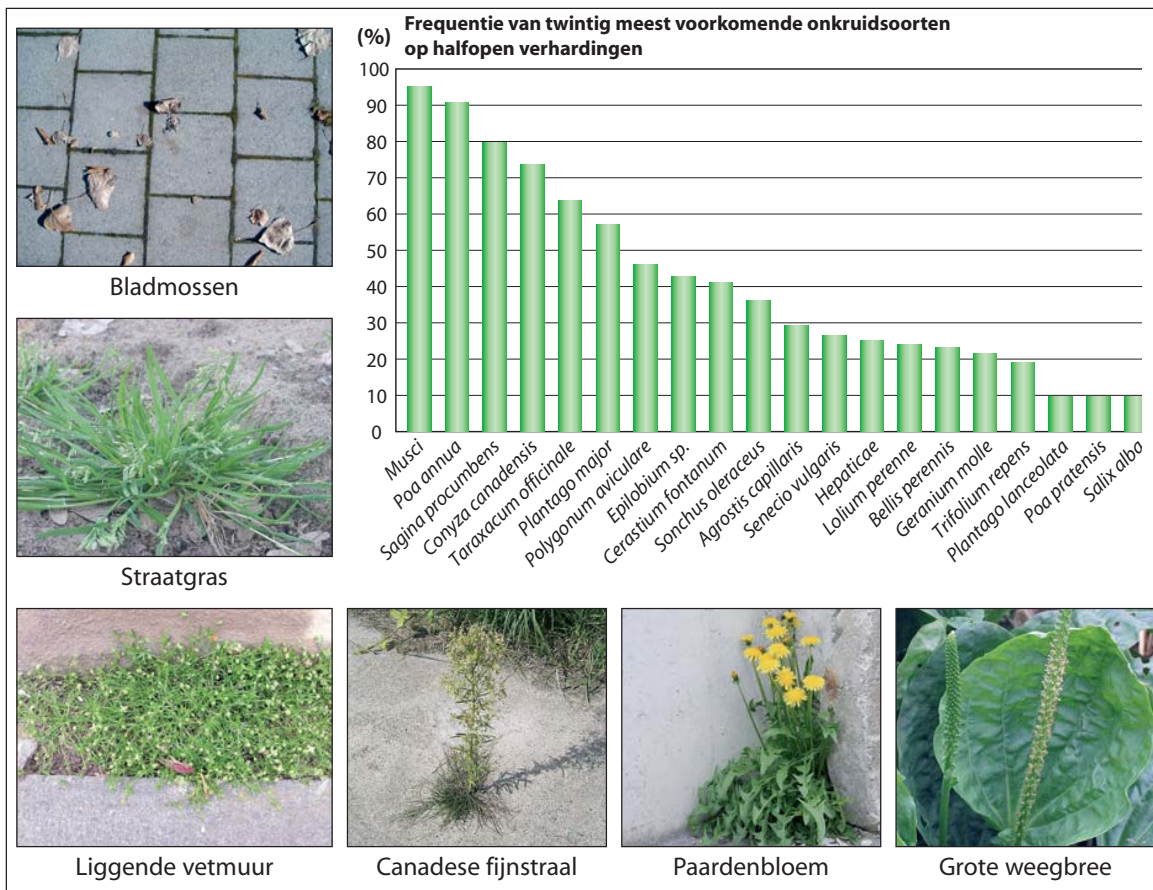 Frequentie van twintig meest voorkomende onkruidsoorten
op halfopen verhardingen
(%)
100
90
80
70
60
50
40
30
20
10
0
Musci
Poa annua
Sagina procumbens
Conyza canadensis
Taraxacum officinale
Plantago major
Polygonum aviculare
Epilobium sp.
Cerastium fontanum
Sonchus oleraceus
Agrostis capillaris
Senecio vulgaris
Hepaticae
Lolium perenne
Bellis perennis
Geranium molle
Trifolium repens
Plantago lanceolata
Poa pratensis
Salix alba
Bladmossen
Straatgras
Liggende vetmuur
Canadese fijnstraal
Paardenbloem
Grote weegbree